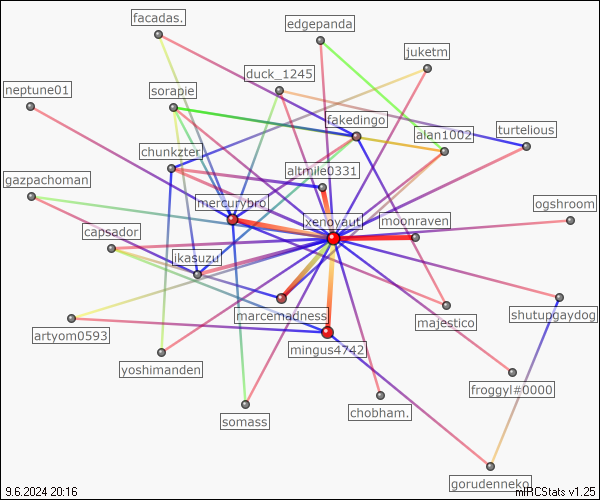 facadas.
edgepanda
juketm
duck_1245
neptune01
sorapie
fakedingo
alan1002
turtelious
chunkzter
altmile0331
gazpachoman
mercurybro
ogshroom
xenoyaut
moonraven
capsador
ikasuzu
marcemadness
shutupgaydog
majestico
artyom0593
mingus4742
yoshimanden
froggyl#0000
chobham.
somass
gorudenneko
9.6.2024 20:16
mIRCStats v1.25